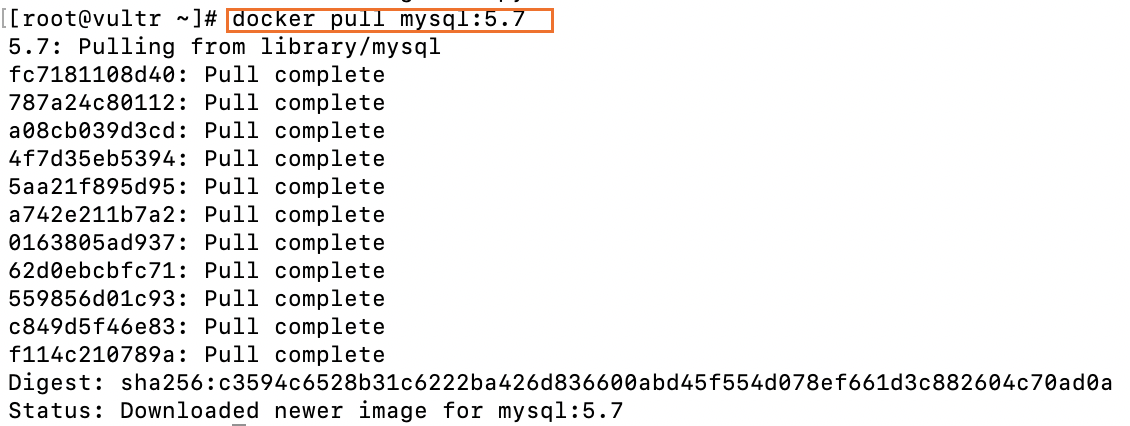 [[root@vultr ~]# docker pull mysql:5.7
5.7: Pulling from library/mysql
fc7181108d40: Pull complete
787a24c80112: Pull complete
a08cb039d3cd: Pull complete
4f7d35eb5394: Pull complete
5aa21f895d95: Pull complete
a742e211b7a2: Pull complete
0163805ad937: Pull complete
62d0ebcbfc71: Pull complete
559856d01c93: Pull complete
c849d5f46e83: Pull complete
f114c210789a: Pull complete
Digest: sha256:c3594c6528b31c6222ba426d836600abd45f554d078ef661d3c882604c70ad0a
Status: Downloaded newer image for mysql:5.7